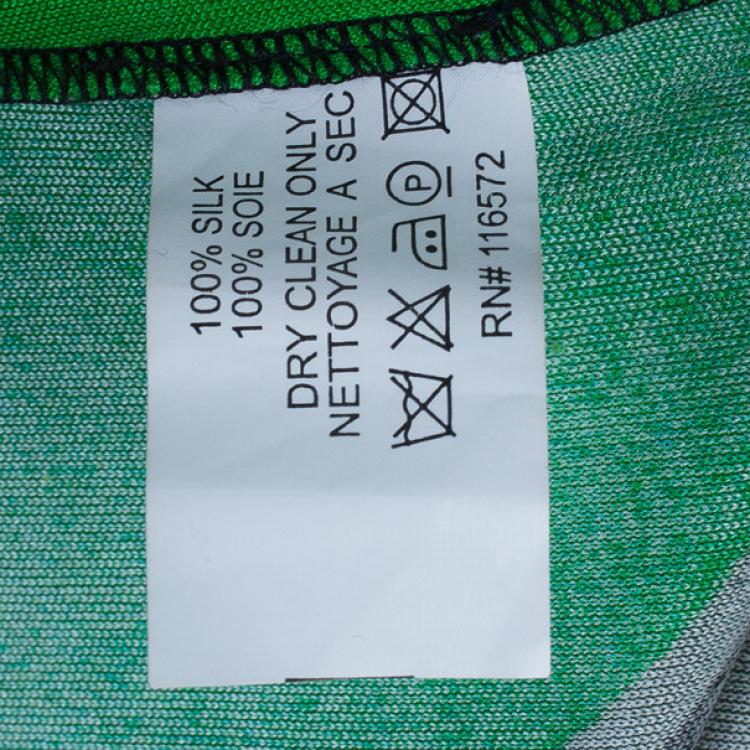 100% SILK
100% SOIE
DRY CLEAN ONLY
NETTOYAGE A SEC
P
RN# 116572